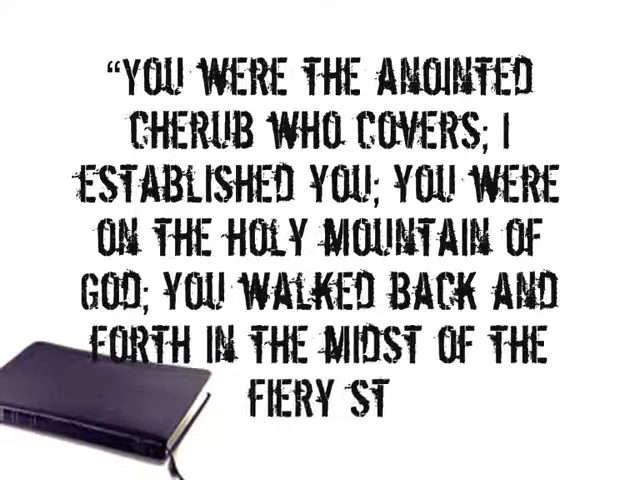 “YOU WERE THE ANOINTED
CHERUB WHO COVERS; I
ESTABLISHED YOU; YOU WERE
ON THE HOLY MOUNTAIN OF
GOD; YOU WALKED BACK AND
FORTH IN THE MIDST OF THE
FIERY ST